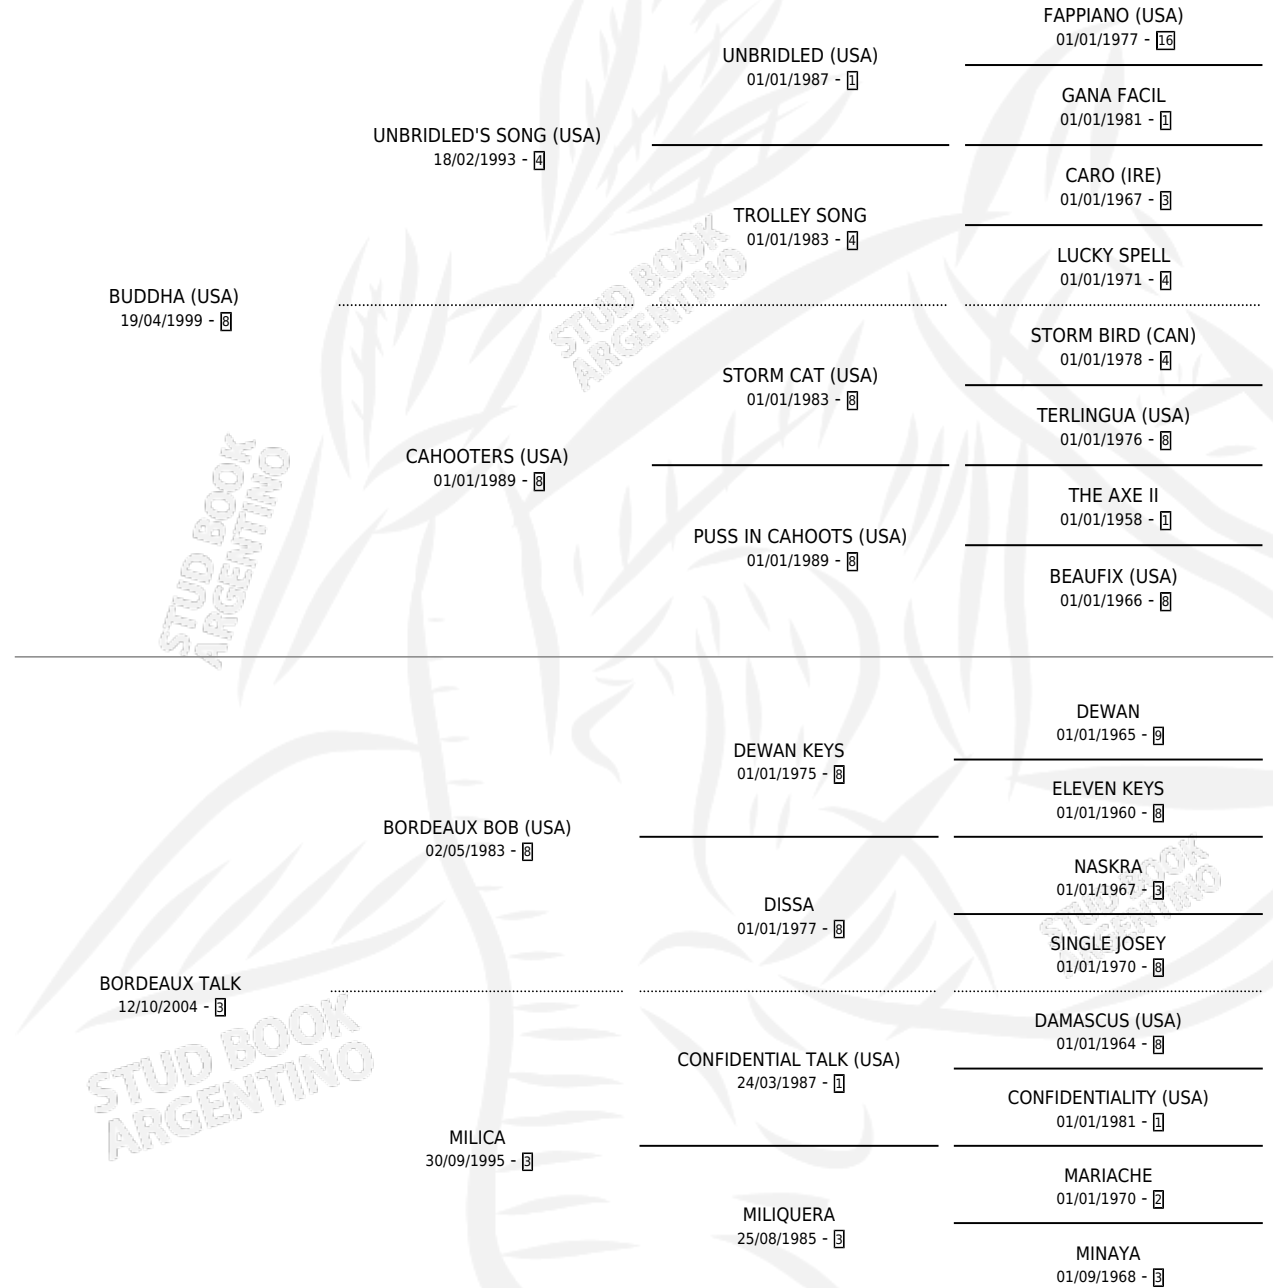 FAPPIANO (USA)
01/01/1977 - 16
UNBRIDLED (USA)
01/01/1987 - 1
GANA FACIL
01/01/1981 - 1
UNBRIDLED'S SONG (USA)
18/02/1993 - 4
CARO (IRE)
01/01/1967 - 3
TROLLEY SONG
01/01/1983 - 4
LUCKY SPELL
01/01/1971 - 4
BUDDHA (USA)
19/04/1999 - 8
STUD BOOK
ARGENTINO
STORM BIRD (CAN)
01/01/1978 - 4
STORM CAT (USA)
01/01/1983 - 8
TERLINGUA (USA)
01/01/1976 - 8
CAHOOTERS (USA)
01/01/1989 - 8
THE AXE II
01/01/1958 - 1
PUSS IN CAHOOTS (USA)
01/01/1989 - 8
BEAUFIX (USA)
01/01/1966 - 8
STUD BOOK
ARGENTINO
DEWAN
01/01/1965 - 9
DEWAN KEYS
01/01/1975 - 8
ELEVEN KEYS
01/01/1960 - 8
BORDEAUX BOB (USA)
02/05/1983 - 8
NASKRA
01/01/1967 - 3
DISSA
01/01/1977 - 8
STUD BOOK
ARGENTINO
SINGLE JOSEY
01/01/1970 - 8
BORDEAUX TALK
12/10/2004 - 3
STUD BOOK
ARGENTINO
DAMASCUS (USA)
01/01/1964 - 8
CONFIDENTIAL TALK (USA)
24/03/1987 - 1
CONFIDENTIALITY (USA)
01/01/1981 - 1
MILICA
30/09/1995 - 3
MARIACHE
01/01/1970 - 2
MILIQUERA
25/08/1985 - 3
MINAYA
01/09/1968 - 3